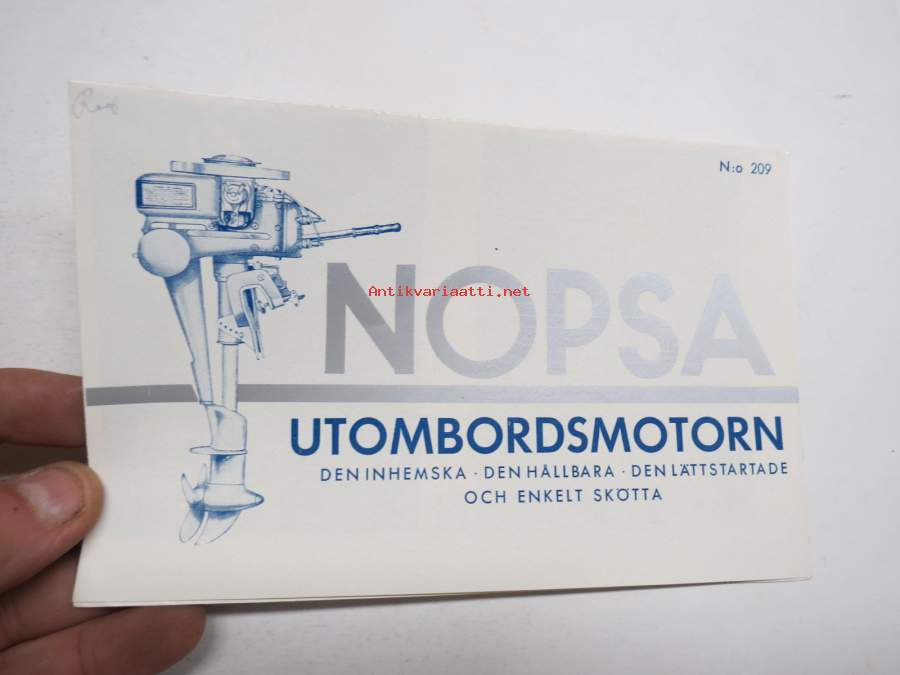 N:o 209
NOPSA
Antikvariaatti.net
UTOMBORDSMOTORN
DEN INHEMSKA · DEN HÅLLBARA · DEN LÄTTSTARTADE
OCH ENKELT SKÖTTA